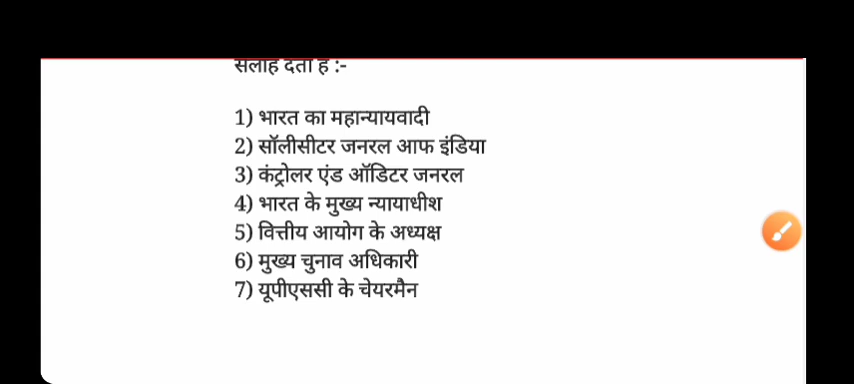 सलाह देता है :-
1) भारत का महान्यायवादी
2) सॉलीसीटर जनरल आफ इंडिया
3) कंट्रोलर एंड ऑडिटर जनरल
4) भारत के मुख्य न्यायाधीश
5) वित्तीय आयोग के अध्यक्ष
6) मुख्य चुनाव अधिकारी
7) यूपीएससी के चेयरमैन